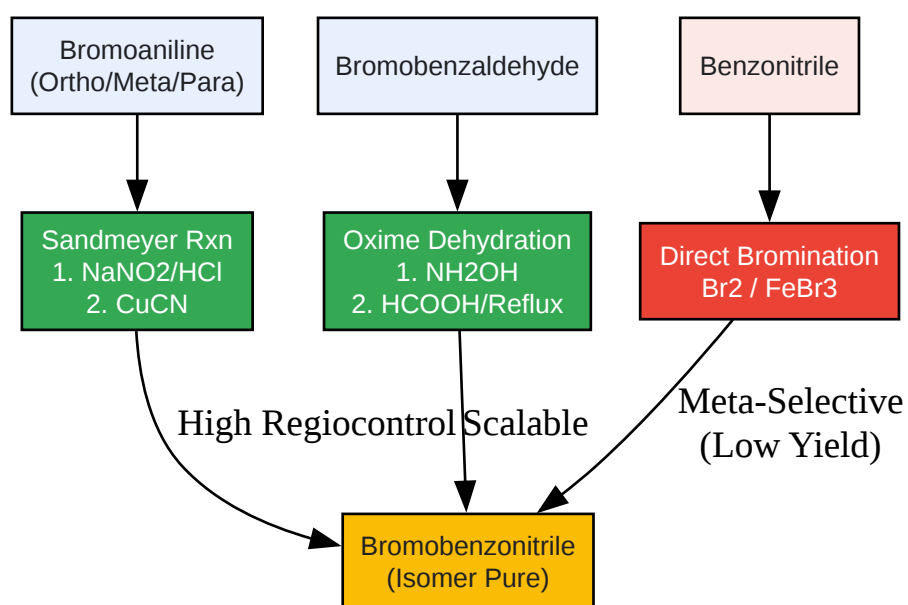 Bromoaniline
(Ortho/Meta/Para)
Bromobenzaldehyde
Benzonitrile
Sandmeyer Rxn
1. NaNO2/HCl
2. CuCN
Oxime Dehydration
1. NH2OH
2. HCOOH/Reflux
Direct Bromination
Br2 / FeBr3
High Regiocontrol
Scalable
Meta-Selective
(Low Yield)
Bromobenzonitrile
(Isomer Pure)